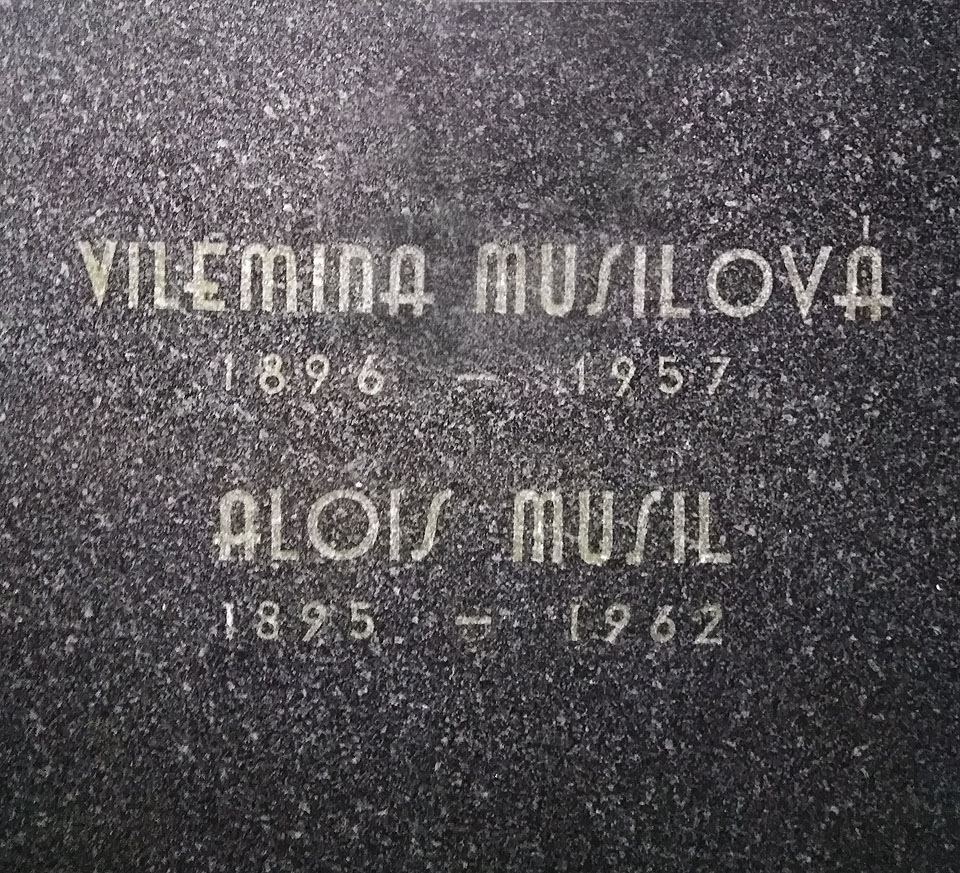 VILÉMINA MUSILOVÁ
1896 — 1957
ALOIS MUSIL
1895 — 1962